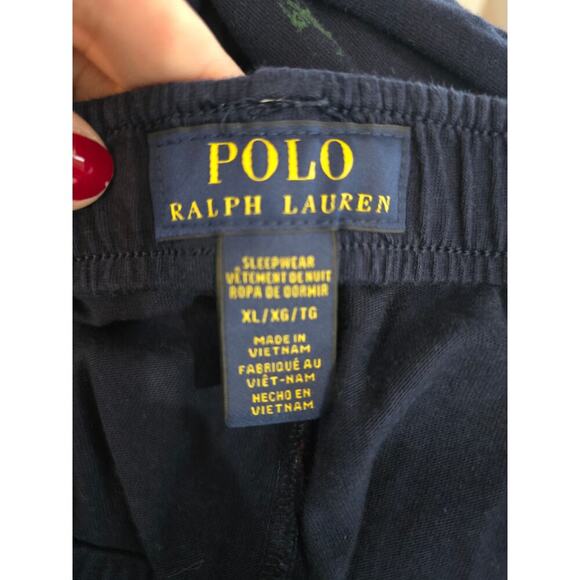 POLO
RALPH LAUREN
SLEEPWEAR
VÊTEMENT DE NUIT
ROPA DE DORMIR
XL/XG/TG
MADE IN
VIETNAM
FABRIQUÉ AU
VIÊT-NAM
HECHO EN
VIETNAM